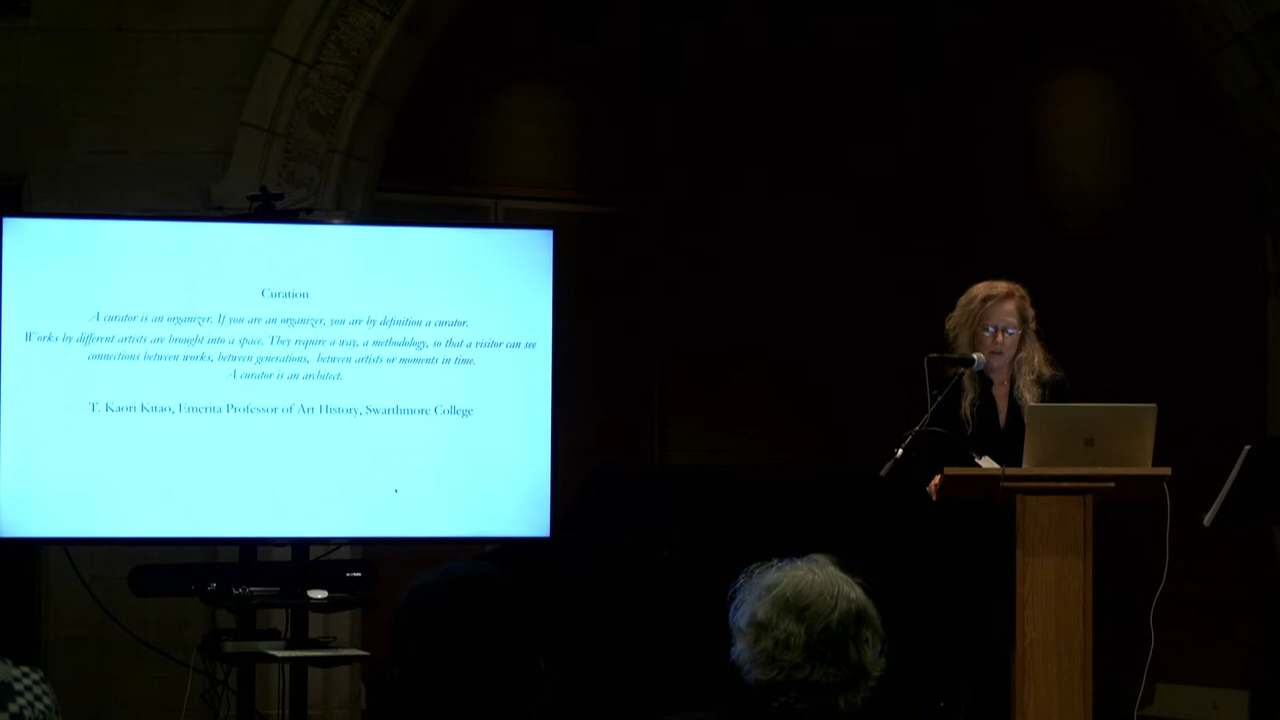 Curation
A curator is an organizer. If you are an organizer, you are by definition a curator.
Works by different artists are brought into a space. They require a way, a methodology, so that a visitor can see
connections between works, between generations, between artists or moments in time.
A curator is an architect.
T. Kaori Kitao, Emerita Professor of Art History, Swarthmore College